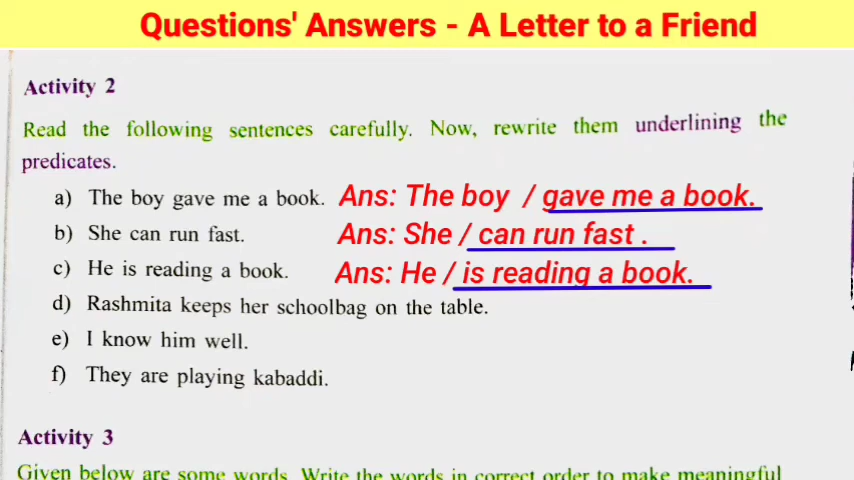 Questions' Answers - A Letter to a Friend
Activity 2
Read the following sentences carefully. Now, rewrite them underlining the
predicates.
a) The boy gave me a book. Ans: The boy / gave me a book.
b) She can run fast. Ans: She / can run fast .
c) He is reading a book. Ans: He / is reading a book.
d) Rashmita keeps her schoolbag on the table.
e) I know him well.
f) They are playing kabaddi.
Activity 3
Given below are some words. Write the words in correct order to make meaningful